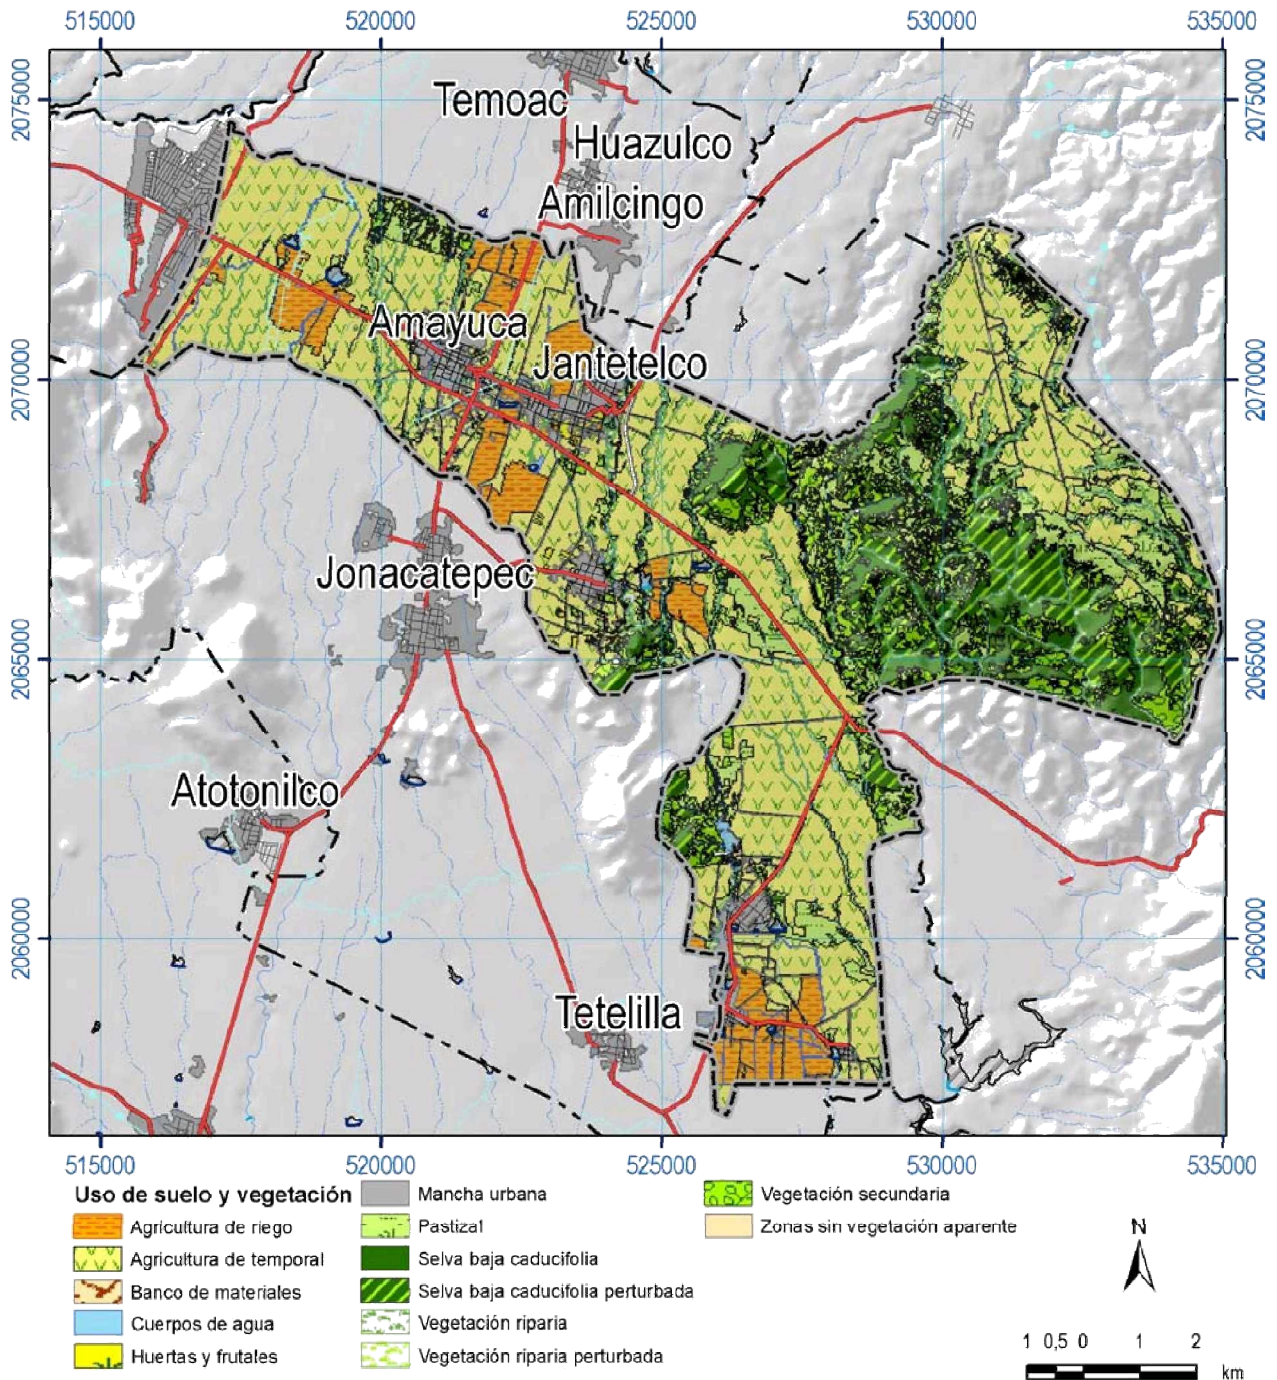 515000 520000 525000 530000 535000
2075000 2075000
Temoac
Huazulco
Amilcingo
Amayuca
Jantetelco
2070000 2070000
Jonacatepec
2065000 2065000
Atotonilco
2060000 2060000
Tetelilla
515000 520000 525000 530000 535000
Uso de suelo y vegetación
Agricultura de riego
Agricultura de temporal
Banco de materiales
Cuerpos de agua
Huertas y frutales
Mancha urbana
Pastizal
Selva baja caducifolia
Selva baja caducifolia perturbada
Vegetación riparia
Vegetación riparia perturbada
Vegetación secundaria
Zonas sin vegetación aparente
N
1 0,5 0 1 2
km